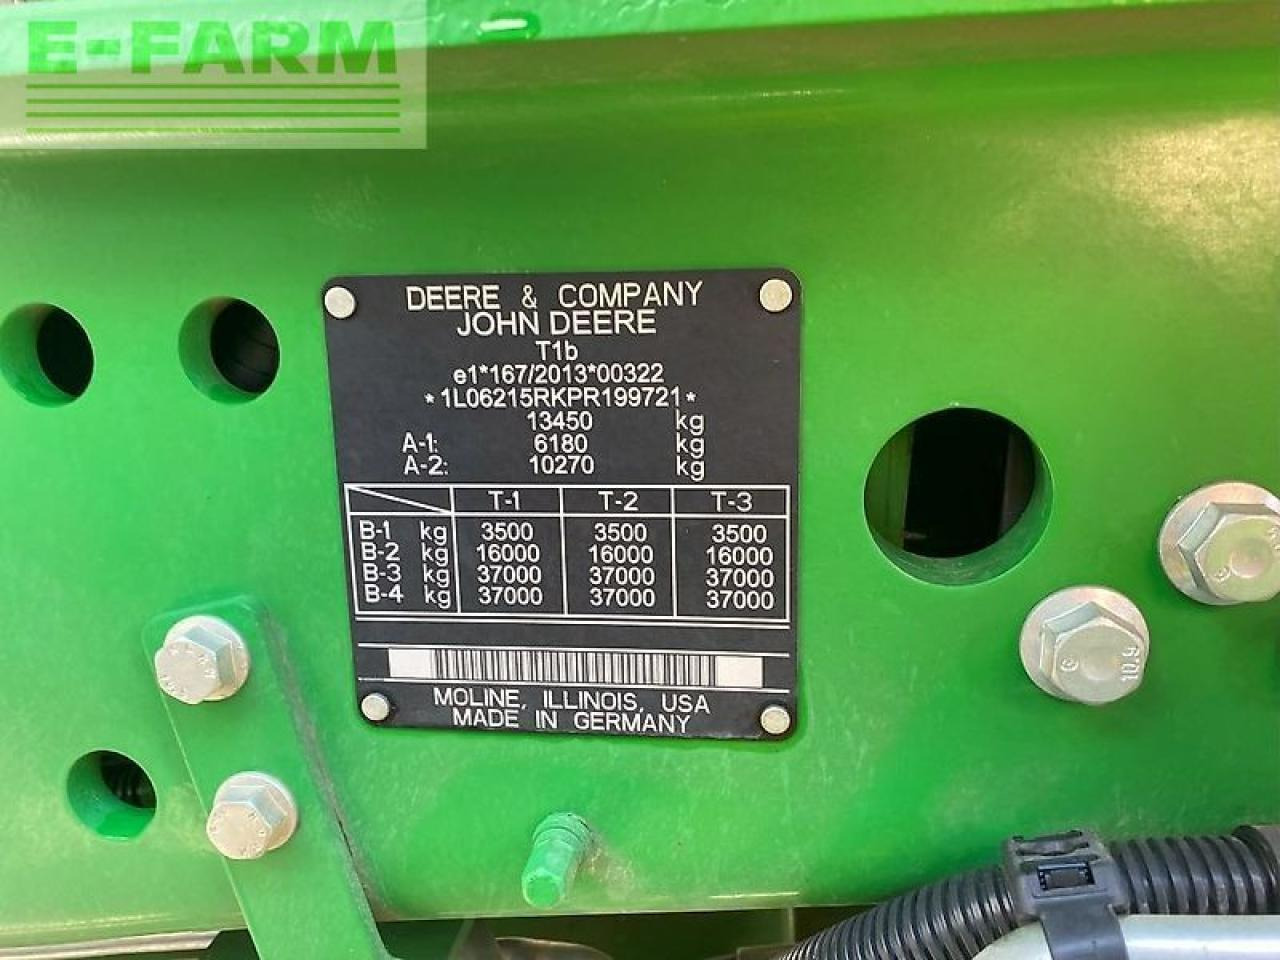 E-FARM
DEERE & COMPANY
JOHN DEERE
T1b
e1*167/2013*00322
*1L06215RKPR199721*
13450 kg
A-1: 6180 kg
A-2: 10270 kg
T-1 T-2 T-3
B-1 kg 3500 3500 3500
B-2 kg 16000 16000 16000
B-3 kg 37000 37000 37000
B-4 kg 37000 37000 37000
MOLINE, ILLINOIS, USA
MADE IN GERMANY
10.9